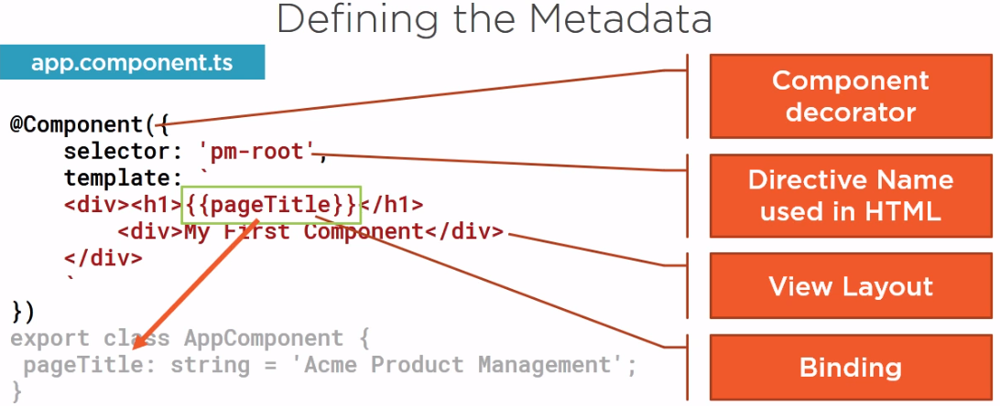 Defining the Metadata
app.component.ts
@Component({
    selector: 'pm-root',
    template: `
    <div><h1>{{pageTitle}}</h1>
        <div>My First Component</div>
    </div>
    `
})
export class AppComponent {
 pageTitle: string = 'Acme Product Management';
}
Component
decorator
Directive Name
used in HTML
View Layout
Binding